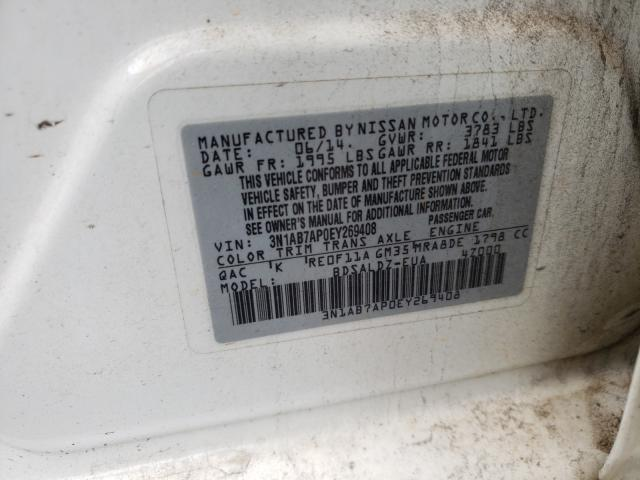 MANUFACTURED BY NISSAN MOTOR CO., LTD.
DATE: 06/14. GVWR: 3783 LBS
GAWR FR: 1995 LBS GAWR RR: 1841 LBS
THIS VEHICLE CONFORMS TO ALL APPLICABLE FEDERAL MOTOR
VEHICLE SAFETY, BUMPER AND THEFT PREVENTION STANDARDS
IN EFFECT ON THE DATE OF MANUFACTURE SHOWN ABOVE.
SEE OWNER'S MANUAL FOR ADDITIONAL INFORMATION.
VIN: 3N1AB7AP0EY269408 PASSENGER CAR.
COLOR TRIM TRANS AXLE ENGINE
QAC 'K 'RE0F11A GM35 MRA8DE 1798 CC
MODEL: BDSALDZ-EUA 47000
3N1AB7AP0EY269408